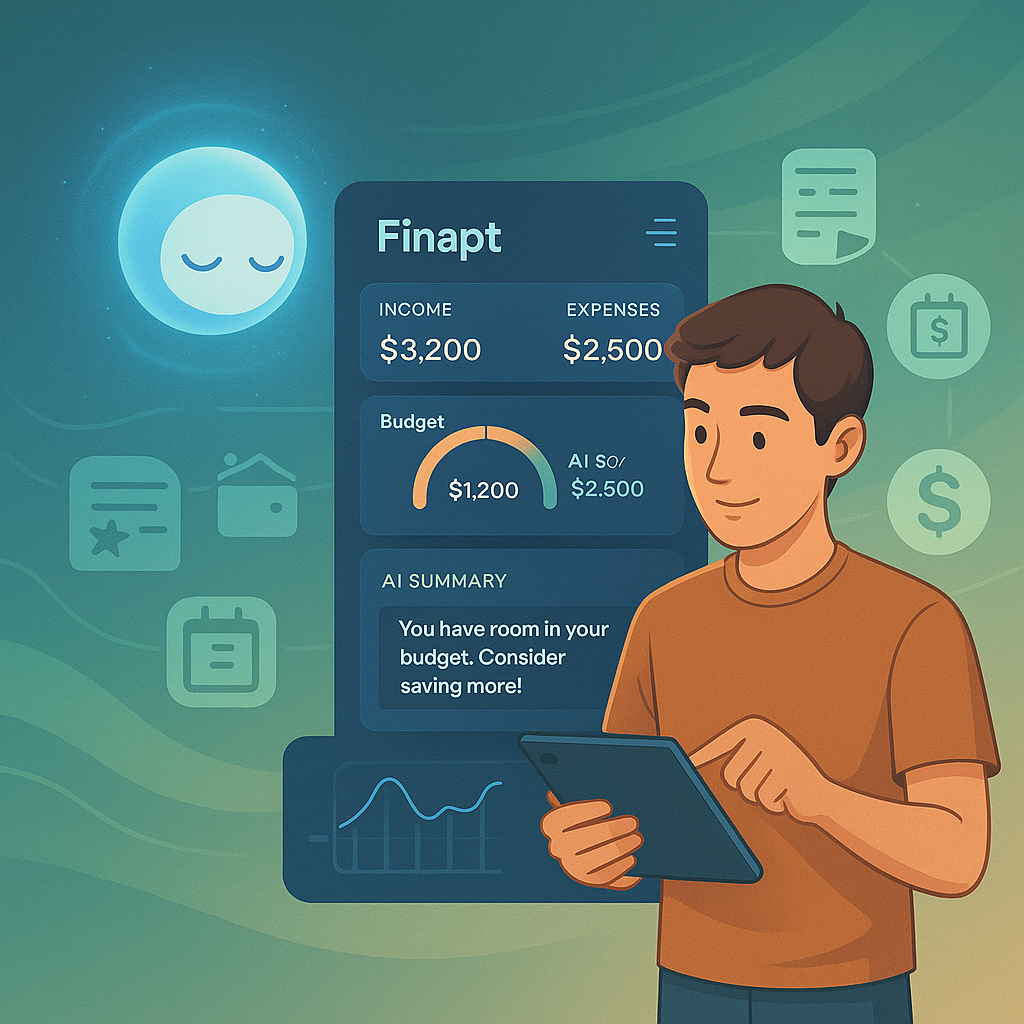 Finapt
INCOME
EXPENSES
$3,200
$2,500
Budget
$1,200
AI
$2.500
AI SUMMARY
You have room in your
budget. Consider
saving more!
$
$